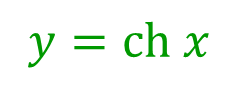 y = ch x